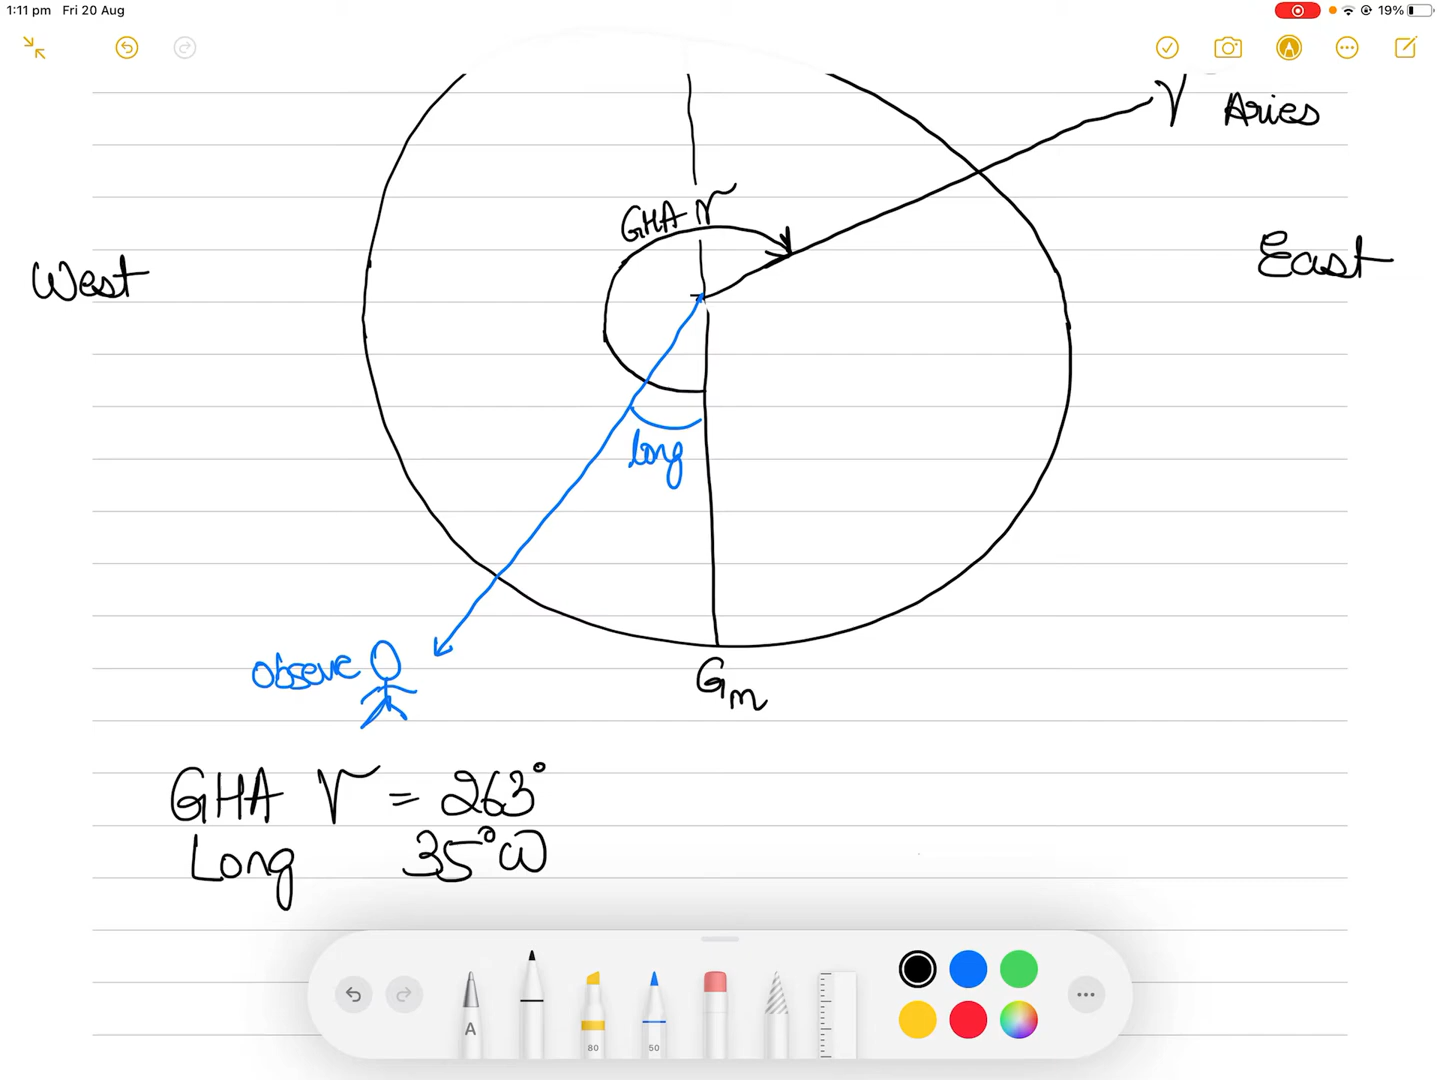 1:11 pm Fri 20 Aug
19%
♈ Aries
GHA ♈
West
East
long
obseve
Gm
GHA ♈ = 263°
Long 35° W
A
80
50